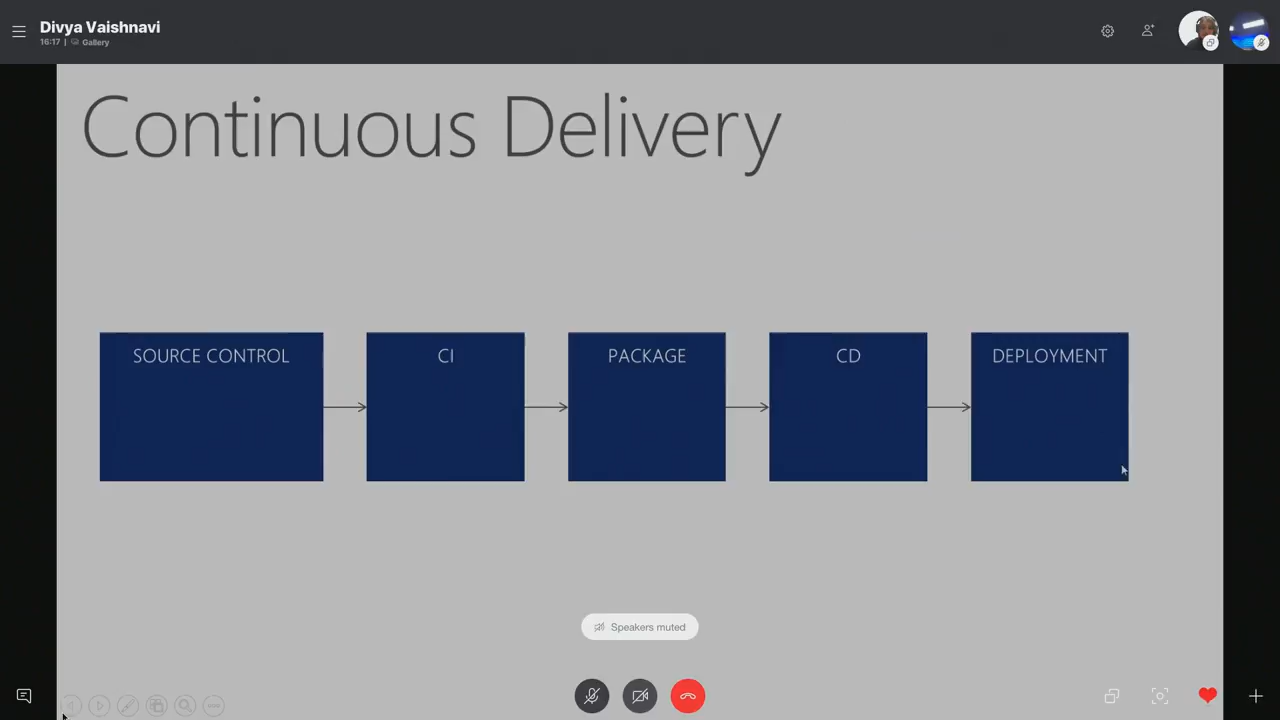 Divya Vaishnavi
16:17 | Gallery
Continuous Delivery
SOURCE CONTROL
CI
PACKAGE
CD
DEPLOYMENT
Speakers muted